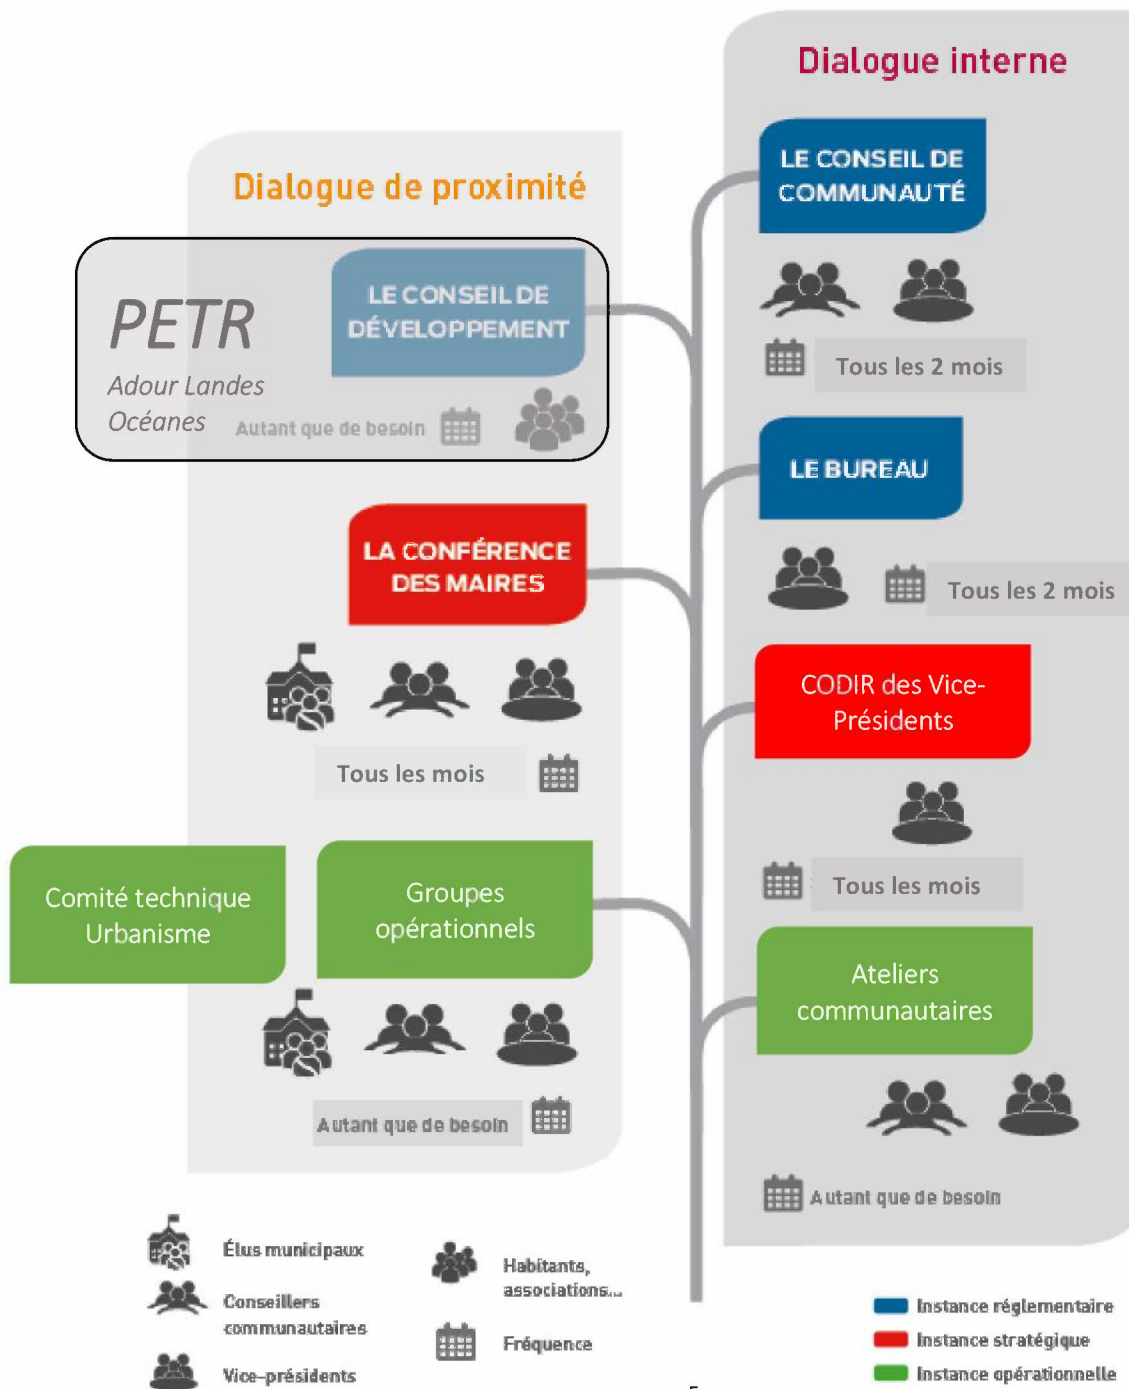 Dialogue interne
LE CONSEIL DE
COMMUNAUTÉ
Tous les 2 mois
LE BUREAU
Tous les 2 mois
CODIR des Vice-
Présidents
Tous les mois
Ateliers
communautaires
Autant que de besoin
Dialogue de proximité
PETR
Adour Landes
Océanes
LE CONSEIL DE
DÉVELOPPEMENT
Autant que de besoin
LA CONFÉRENCE
DES MAIRES
Tous les mois
Comité technique
Urbanisme
Groupes
opérationnels
Autant que de besoin
Élus municipaux
Conseillers
communautaires
Vice-présidents
Habitants,
associations...
Fréquence
Instance réglementaire
Instance stratégique
Instance opérationnelle